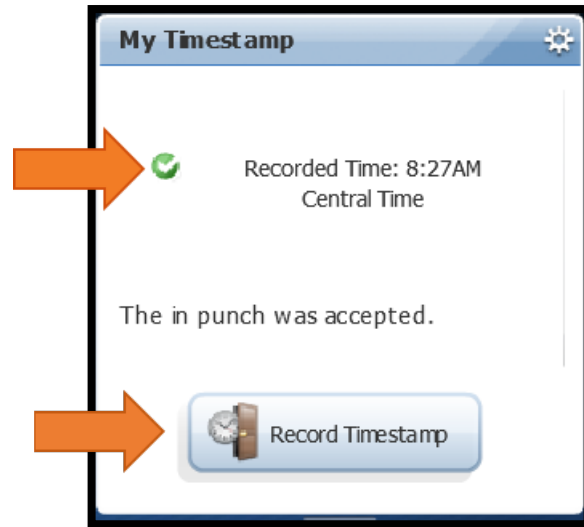 My Timestamp
Recorded Time: 8:27AM
Central Time
The in punch was accepted.
Record Timestamp